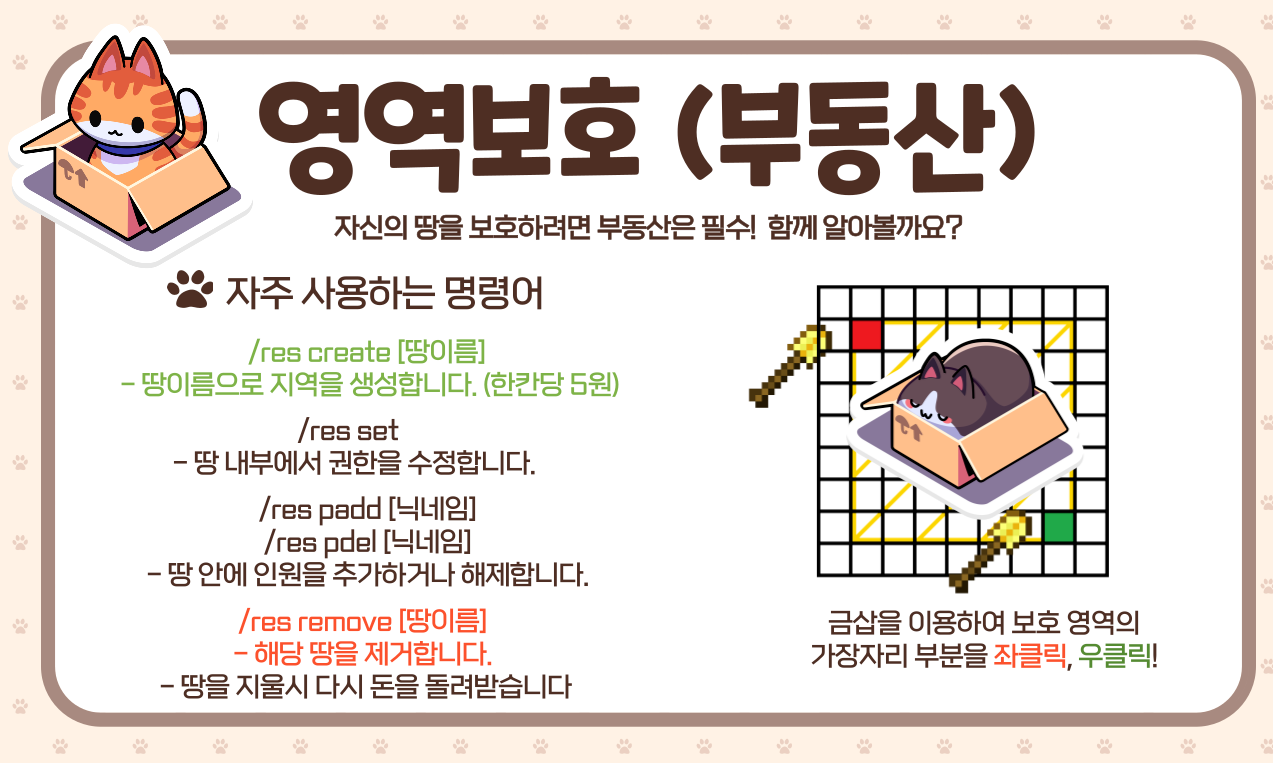 영역보호 (부동산)
자신의 땅을 보호하려면 부동산은 필수! 함께 알아볼까요?
자주 사용하는 명령어
/res create [땅이름]
- 땅이름으로 지역을 생성합니다. (한칸당 5원)
/res set
- 땅 내부에서 권한을 수정합니다.
/res padd [닉네임]
/res pdel [닉네임]
- 땅 안에 인원을 추가하거나 해제합니다.
/res remove [땅이름]
- 해당 땅을 제거합니다.
- 땅을 지울시 다시 돈을 돌려받습니다
금삽을 이용하여 보호 영역의
가장자리 부분을 좌클릭, 우클릭!